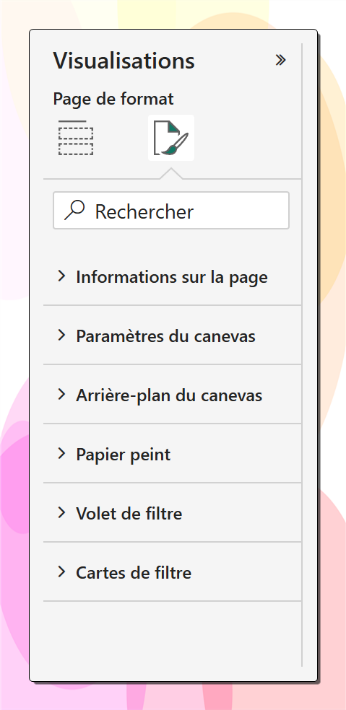 Visualisations
Page de format
Rechercher
Informations sur la page
Paramètres du canevas
Arrière-plan du canevas
Papier peint
Volet de filtre
Cartes de filtre